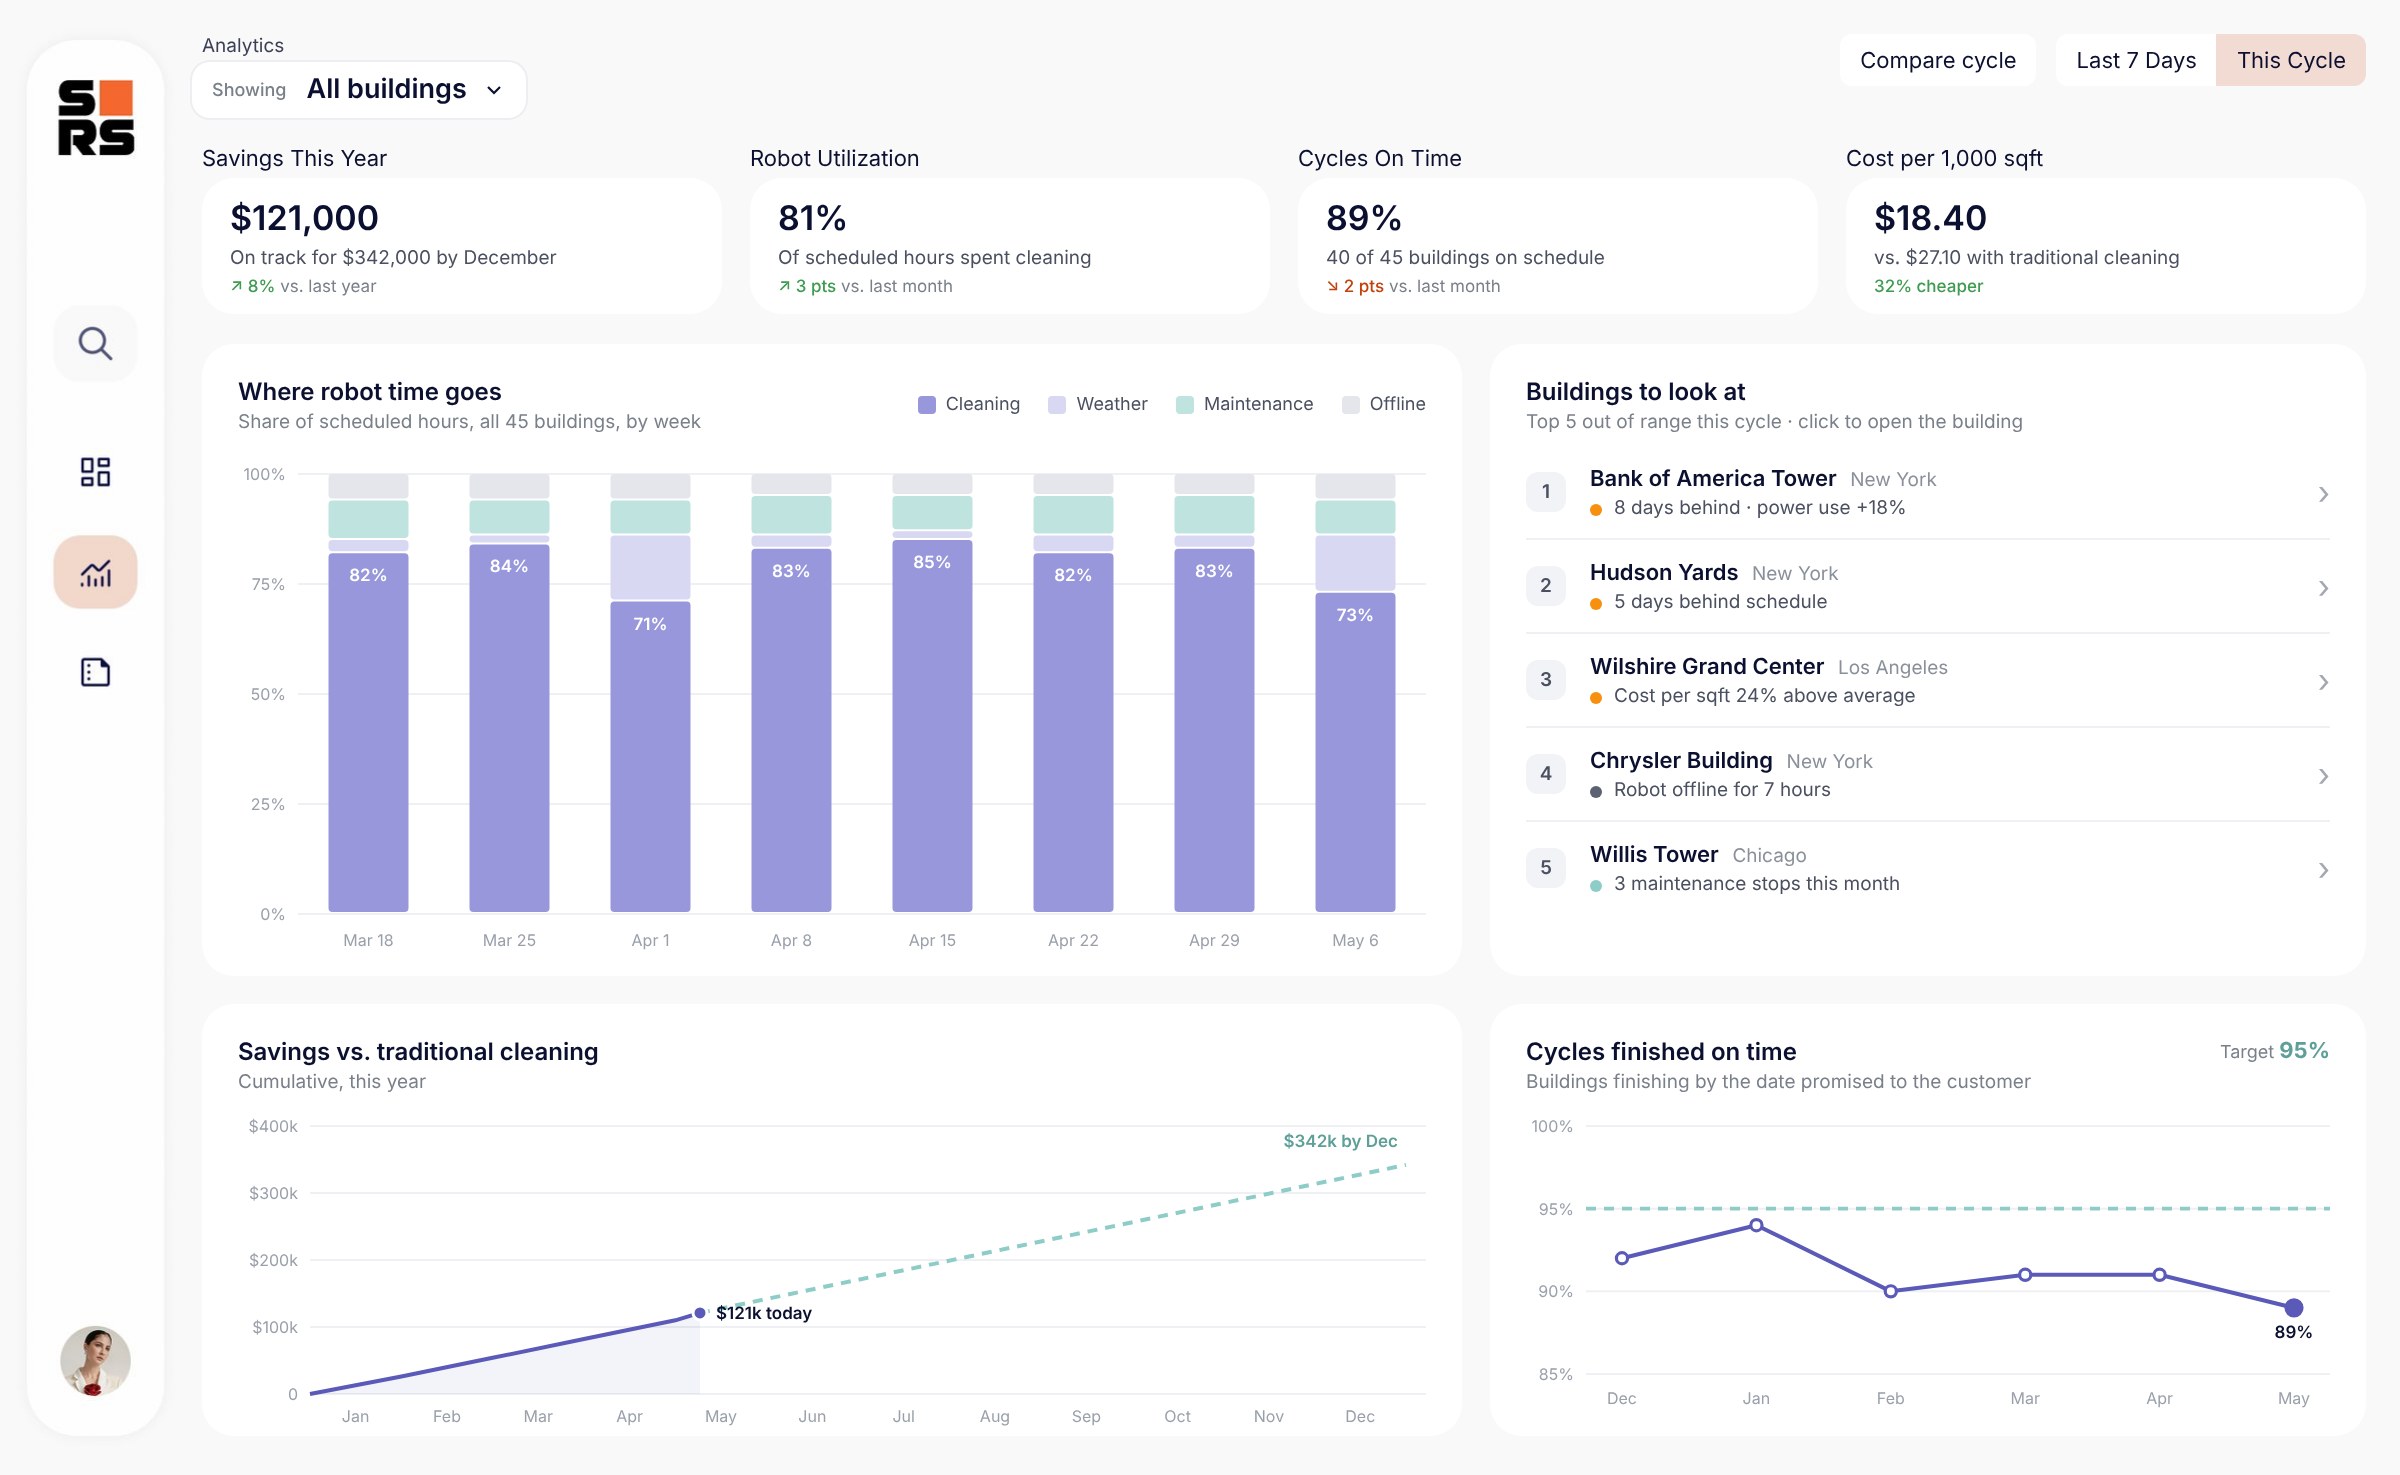 S
RS
Analytics
Showing All buildings
Compare cycle
Last 7 Days
This Cycle
Savings This Year
$121,000
On track for $342,000 by December
↗ 8% vs. last year
Robot Utilization
81%
Of scheduled hours spent cleaning
↗ 3 pts vs. last month
Cycles On Time
89%
40 of 45 buildings on schedule
↘ 2 pts vs. last month
Cost per 1,000 sqft
$18.40
vs. $27.10 with traditional cleaning
32% cheaper
Where robot time goes
Share of scheduled hours, all 45 buildings, by week
Cleaning Weather Maintenance Offline
100%
75%
50%
25%
0%
82% 84% 71% 83% 85% 82% 83% 73%
Mar 18 Mar 25 Apr 1 Apr 8 Apr 15 Apr 22 Apr 29 May 6
Buildings to look at
Top 5 out of range this cycle · click to open the building
1 Bank of America Tower New York
8 days behind · power use +18%
2 Hudson Yards New York
5 days behind schedule
3 Wilshire Grand Center Los Angeles
Cost per sqft 24% above average
4 Chrysler Building New York
Robot offline for 7 hours
5 Willis Tower Chicago
3 maintenance stops this month
Savings vs. traditional cleaning
Cumulative, this year
$400k
$300k
$200k
$100k
0
$342k by Dec
$121k today
Jan Feb Mar Apr May Jun Jul Aug Sep Oct Nov Dec
Cycles finished on time
Target 95%
Buildings finishing by the date promised to the customer
100%
95%
90%
85%
89%
Dec Jan Feb Mar Apr May